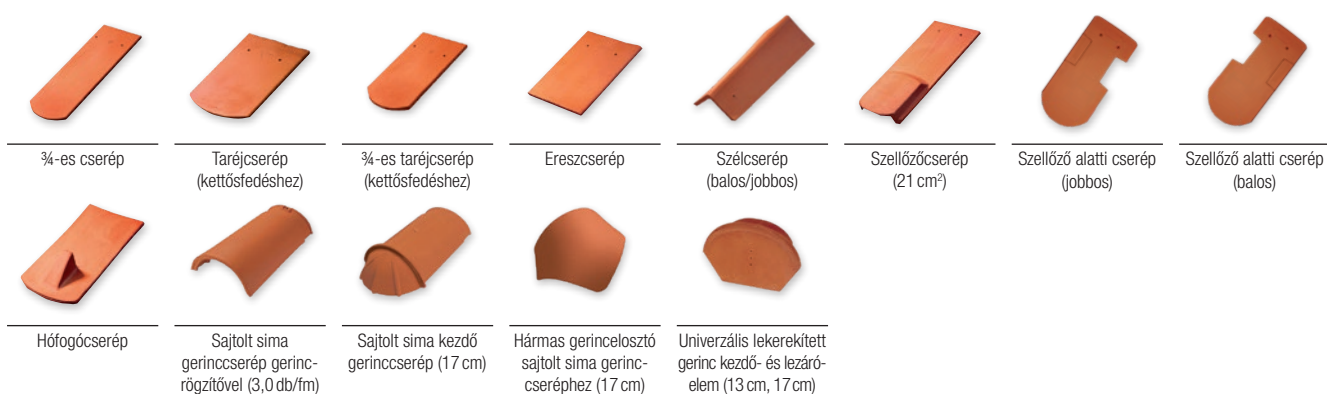 ¾-es cserép
Taréjcserép
(kettősfedéshez)
¾-es taréjcserép
(kettősfedéshez)
Ereszcserép
Szélcserép
(balos/jobbos)
Szellőzőcserép
(21 cm²)
Szellőző alatti cserép
(jobbos)
Szellőző alatti cserép
(balos)
Hófogócserép
Sajtolt sima
gerinccserép gerinc-
rögzítővel (3,0 db/fm)
Sajtolt sima kezdő
gerinccserép (17 cm)
Hármas gerincelosztó
sajtolt sima gerinc-
cseréphez (17 cm)
Univerzális lekerekített
gerinc kezdő- és lezáró-
elem (13 cm, 17 cm)